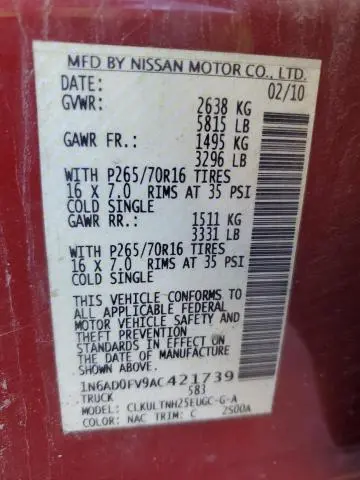 MFD BY NISSAN MOTOR CO., LTD.
DATE: 02/10
GVWR: 2638 KG
5815 LB
GAWR FR.: 1495 KG
3296 LB
WITH P265/70R16 TIRES
16 X 7.0 RIMS AT 35 PSI
COLD SINGLE
GAWR RR.: 1511 KG
3331 LB
WITH P265/70R16 TIRES
16 X 7.0 RIMS AT 35 PSI
COLD SINGLE
THIS VEHICLE CONFORMS TO
ALL APPLICABLE FEDERAL
MOTOR VEHICLE SAFETY AND
THEFT PREVENTION
STANDARDS IN EFFECT ON
THE DATE OF MANUFACTURE
SHOWN ABOVE.
1N6AD0FV9AC421739
TRUCK 583
MODEL: CLKULTNH25EUGC-G-A
COLOR: NAC TRIM: C 2500A